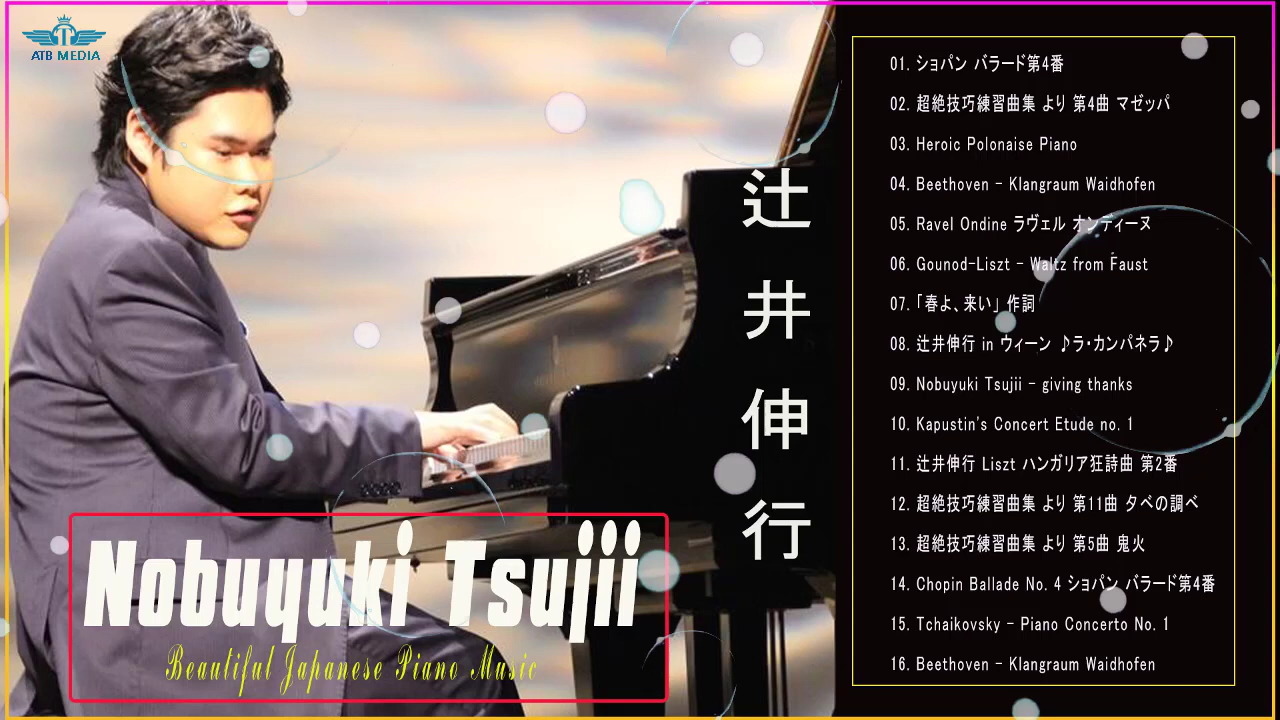 ATB MEDIA
辻井伸行
Nobuyuki Tsujii
Beautiful Japanese Piano Music
01. ショパン バラード第4番
02. 超絶技巧練習曲集 より 第4曲 マゼッパ
03. Heroic Polonaise Piano
04. Beethoven - Klangraum Waidhofen
05. Ravel Ondine ラヴェル オンディーヌ
06. Gounod-Liszt - Waltz from Faust
07. 「春よ、来い」 作詞
08. 辻井伸行 in ウィーン ♪ラ・カンパネラ♪
09. Nobuyuki Tsujii - giving thanks
10. Kapustin's Concert Etude no. 1
11. 辻井伸行 Liszt ハンガリア狂詩曲 第2番
12. 超絶技巧練習曲集 より 第11曲 夕べの調べ
13. 超絶技巧練習曲集 より 第5曲 鬼火
14. Chopin Ballade No. 4 ショパン バラード第4番
15. Tchaikovsky - Piano Concerto No. 1
16. Beethoven - Klangraum Waidhofen